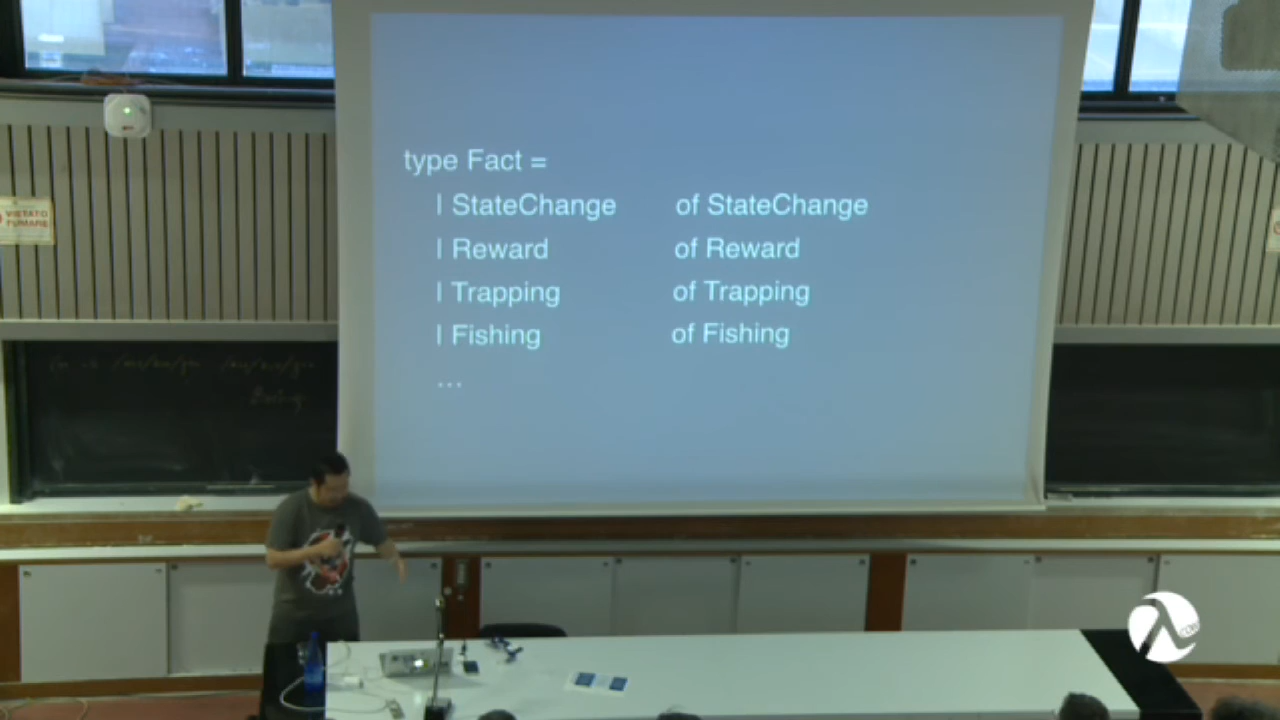 type Fact =
| StateChange of StateChange
| Reward of Reward
| Trapping of Trapping
| Fishing of Fishing
...
VIETATO
FUMARE
λ